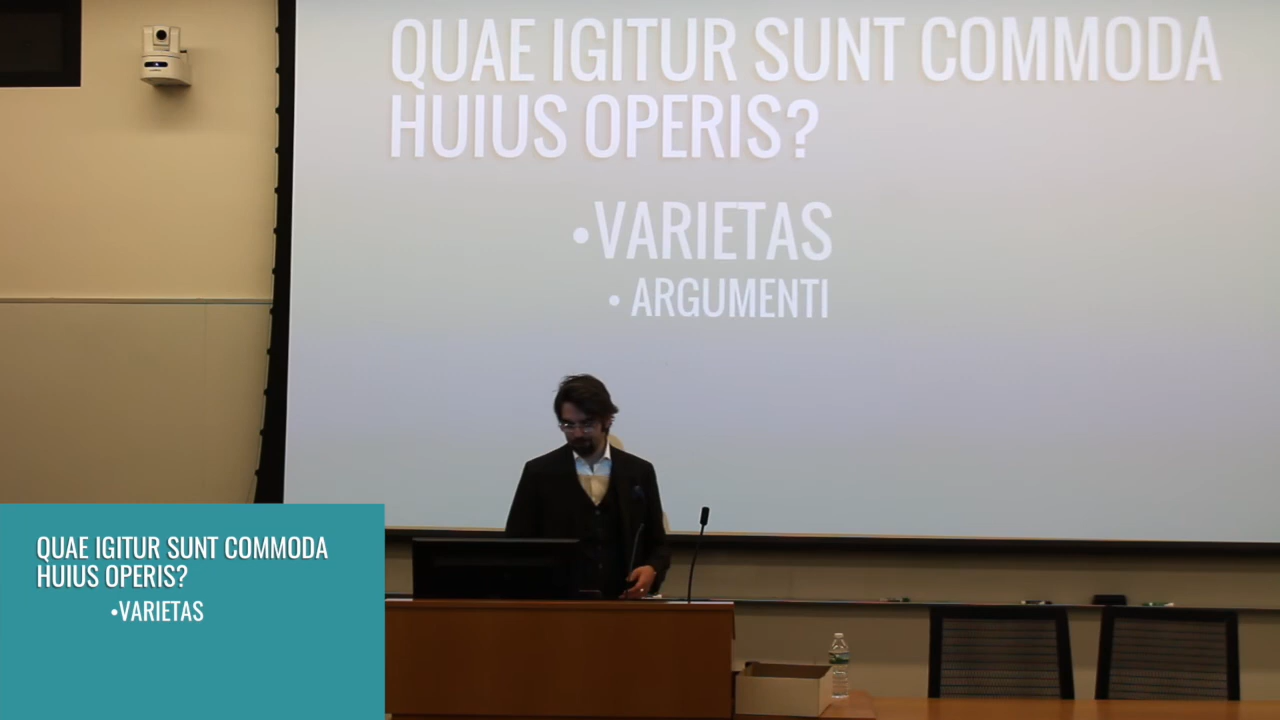 QUAE IGITUR SUNT COMMODA
HUIUS OPERIS?
•VARIETAS
• ARGUMENTI
QUAE IGITUR SUNT COMMODA
HUIUS OPERIS?
•VARIETAS